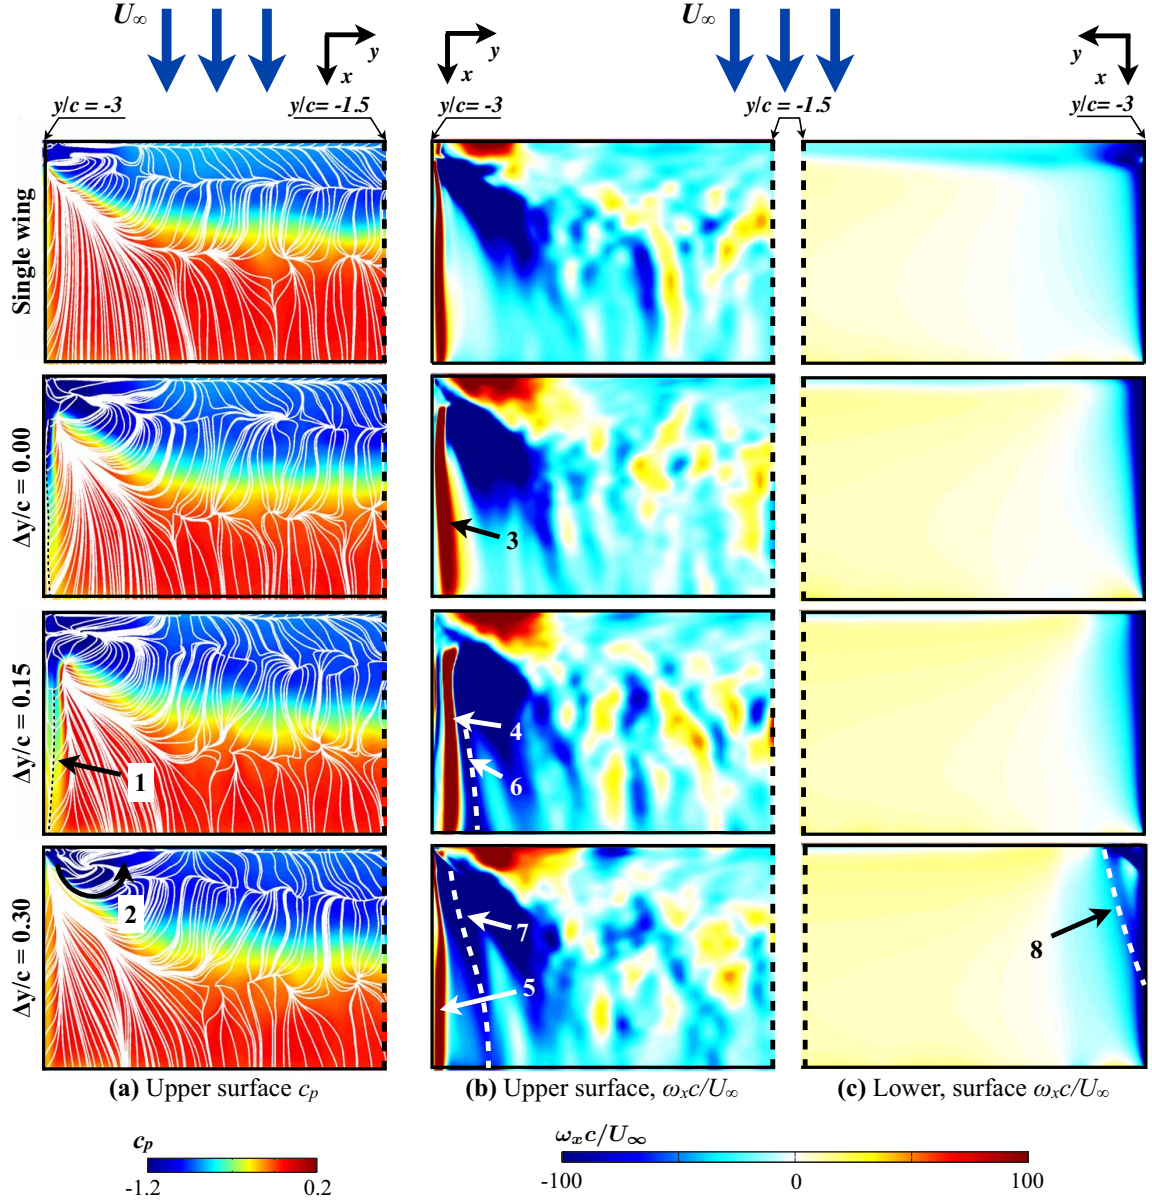 U∞
U∞
y
x
y
x
y
x
y/c = -3
y/c= -1.5
y/c= -3
y/c = -1.5
y/c= -3
Single wing
Δy/c = 0.00
3
Δy/c = 0.15
1
4
6
Δy/c = 0.30
2
7
5
8
(a) Upper surface cp
(b) Upper surface, ωxc/U∞
(c) Lower, surface ωxc/U∞
cp
-1.2
0.2
ωxc/U∞
-100
0
100